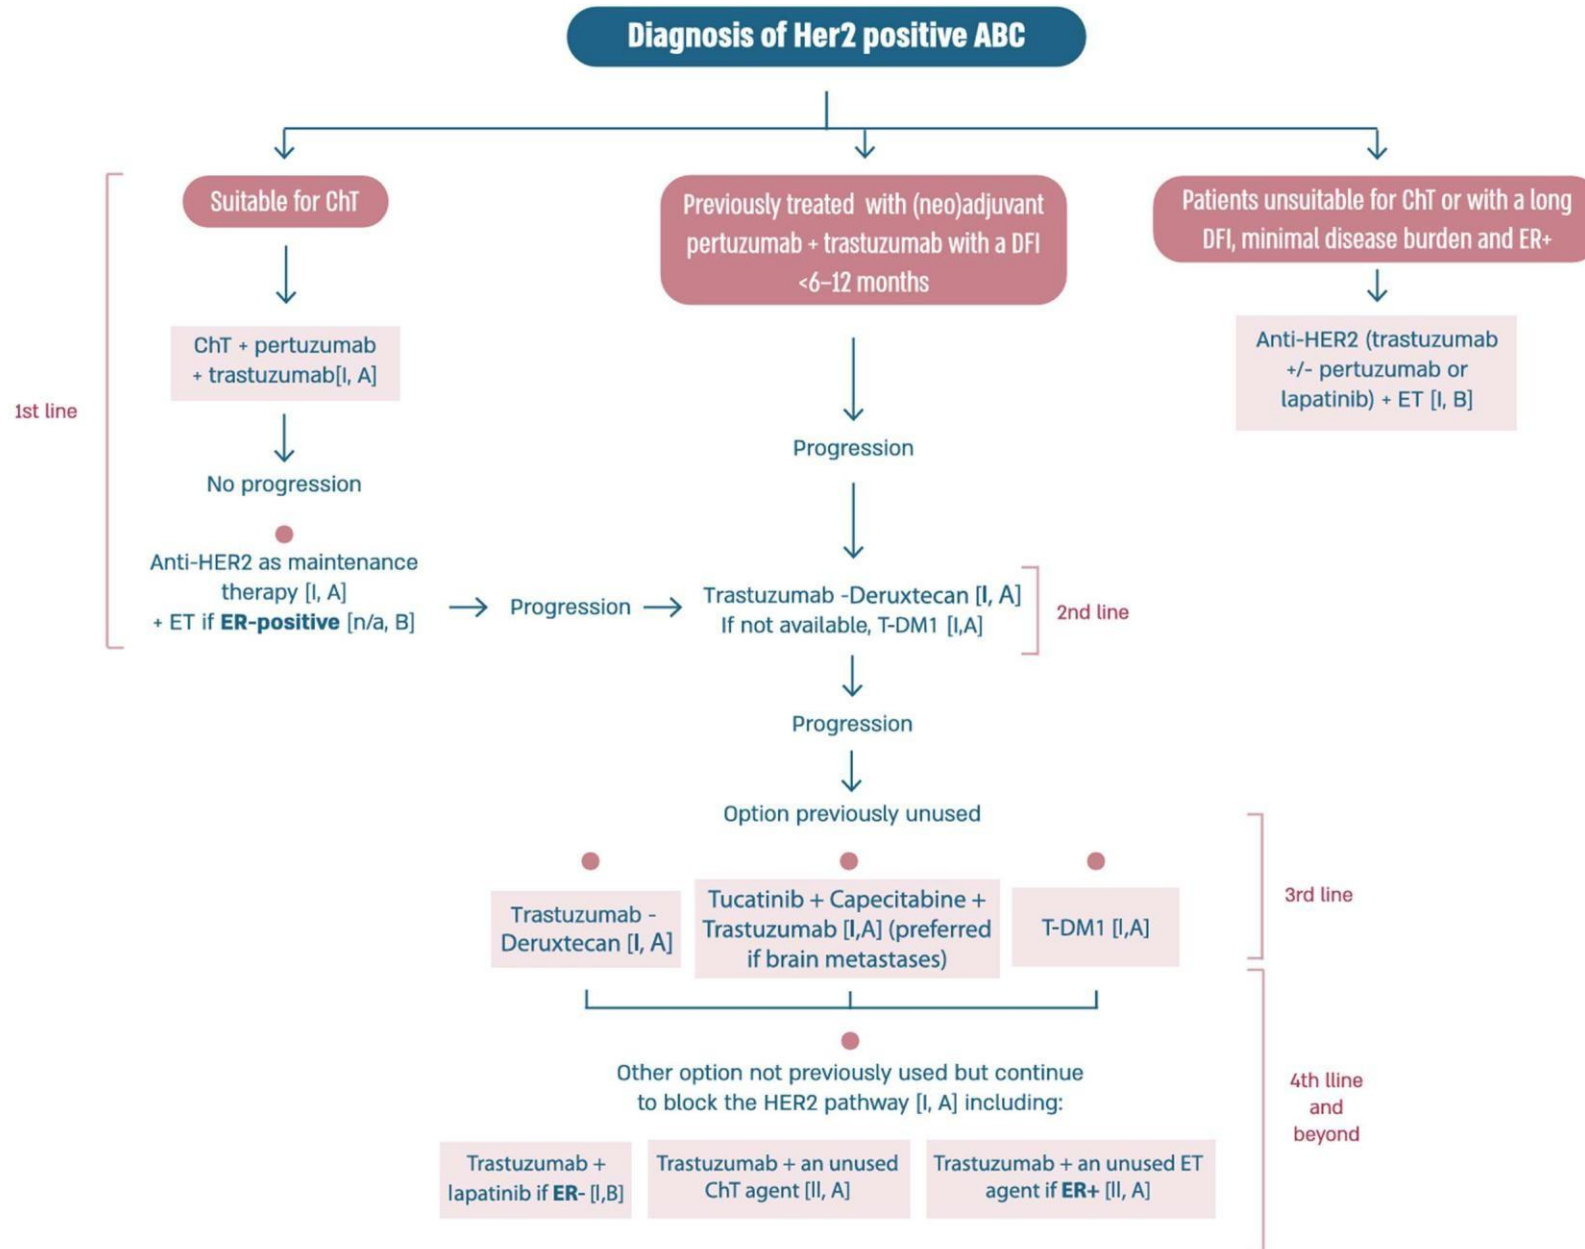 Diagnosis of Her2 positive ABC
Suitable for ChT
Previously treated with (neo)adjuvant
pertuzumab + trastuzumab with a DFI
<6–12 months
Patients unsuitable for ChT or with a long
DFI, minimal disease burden and ER+
1st line
ChT + pertuzumab
+ trastuzumab[I, A]
No progression
Anti-HER2 as maintenance
therapy [I, A]
+ ET if ER-positive [n/a, B]
Progression
Anti-HER2 (trastuzumab
+/- pertuzumab or
lapatinib) + ET [I, B]
Progression
Trastuzumab -Deruxtecan [I, A]
If not available, T-DM1 [I,A]
2nd line
Progression
Option previously unused
Trastuzumab -
Deruxtecan [I, A]
Tucatinib + Capecitabine +
Trastuzumab [I,A] (preferred
if brain metastases)
T-DM1 [I,A]
3rd line
Other option not previously used but continue
to block the HER2 pathway [I, A] including:
Trastuzumab +
lapatinib if ER- [I,B]
Trastuzumab + an unused
ChT agent [ll, A]
Trastuzumab + an unused ET
agent if ER+ [ll, A]
4th lline
and
beyond